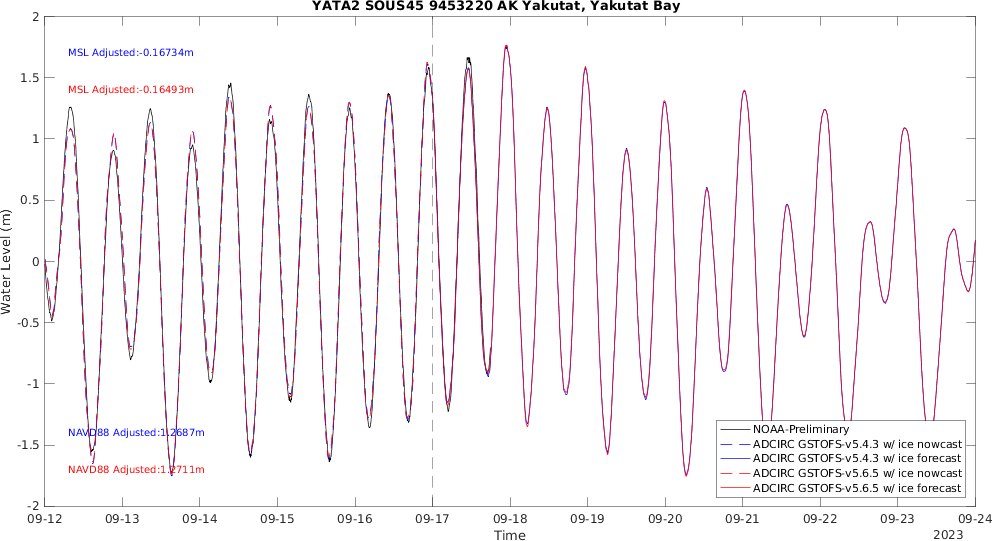 YATA2 SOUS45 9453220 AK Yakutat, Yakutat Bay
2
1.5
1
0.5
0
-0.5
-1
-1.5
-2
Water Level (m)
MSL Adjusted:-0.16734m
MSL Adjusted:-0.16493m
NAVD88 Adjusted:1.2687m
NAVD88 Adjusted:1.2711m
NOAA-Preliminary
ADCIRC GSTOFS-v5.4.3 w/ ice nowcast
ADCIRC GSTOFS-v5.4.3 w/ ice forecast
ADCIRC GSTOFS-v5.6.5 w/ ice nowcast
ADCIRC GSTOFS-v5.6.5 w/ ice forecast
09-12 09-13 09-14 09-15 09-16 09-17 09-18 09-19 09-20 09-21 09-22 09-23 09-24
Time
2023